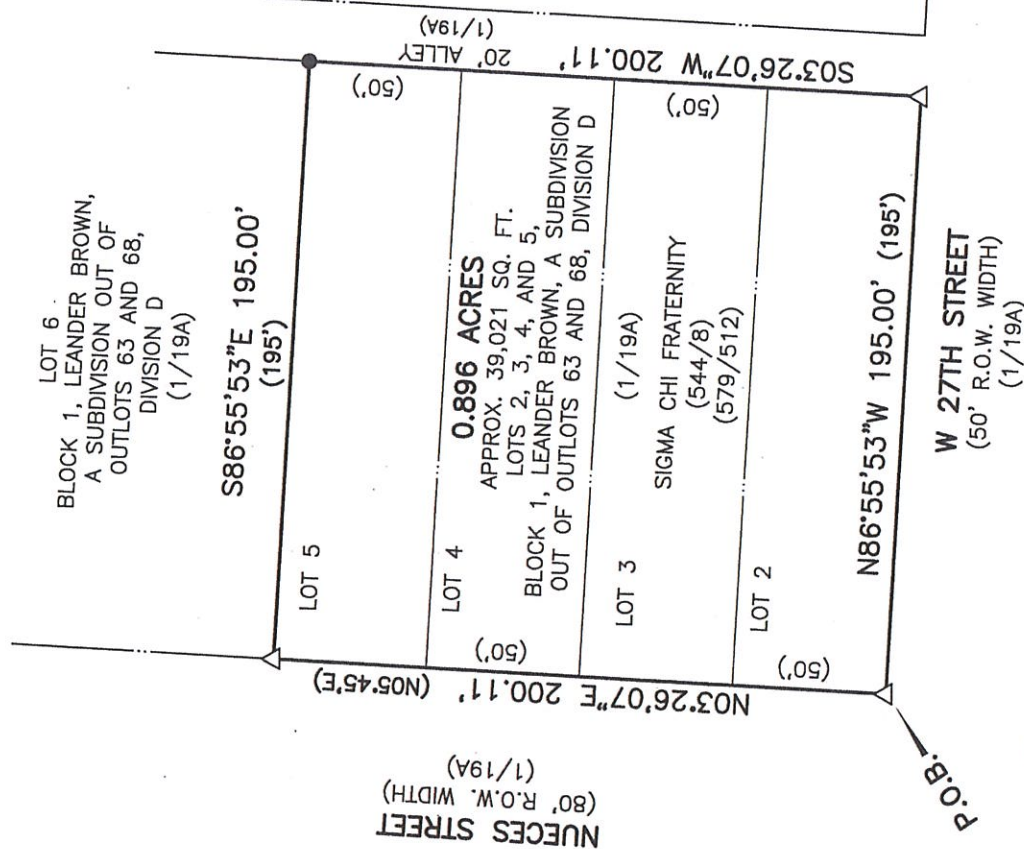 LOT 6
BLOCK 1, LEANDER BROWN,
A SUBDIVISION OUT OF
OUTLOTS 63 AND 68,
DIVISION D
(1/19A)
S86°55'53"E 195.00'
(195')
20' ALLEY
(1/19A)
S03°26'07"W 200.11'
(50')
(50')
LOT 5
LOT 4
0.896 ACRES
APPROX. 39,021 SQ. FT.
LOTS 2, 3, 4, AND 5,
BLOCK 1, LEANDER BROWN, A SUBDIVISION
OUT OF OUTLOTS 63 AND 68, DIVISION D
LOT 3
(1/19A)
SIGMA CHI FRATERNITY
(544/8)
(579/512)
LOT 2
(50')
(50')
N03°26'07"E 200.11' (N05°45'E)
NUECES STREET
(80' R.O.W. WIDTH)
(1/19A)
N86°55'53"W 195.00' (195')
W 27TH STREET
(50' R.O.W. WIDTH)
(1/19A)
P.O.B.